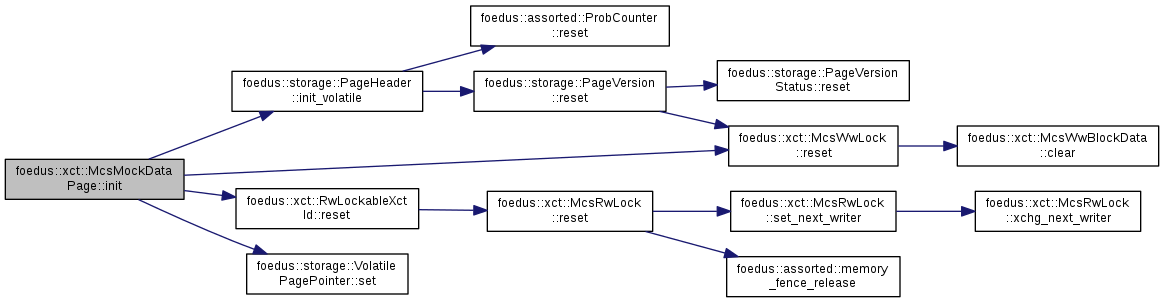 foedus::assorted::ProbCounter
::reset
foedus::storage::PageHeader
::init_volatile
foedus::storage::PageVersion
::reset
foedus::storage::PageVersion
Status::reset
foedus::xct::McsWwLock
::reset
foedus::xct::McsWwBlockData
::clear
foedus::xct::McsMockData
Page::init
foedus::xct::RwLockableXct
Id::reset
foedus::xct::McsRwLock
::reset
foedus::xct::McsRwLock
::set_next_writer
foedus::xct::McsRwLock
::xchg_next_writer
foedus::storage::Volatile
PagePointer::set
foedus::assorted::memory
_fence_release